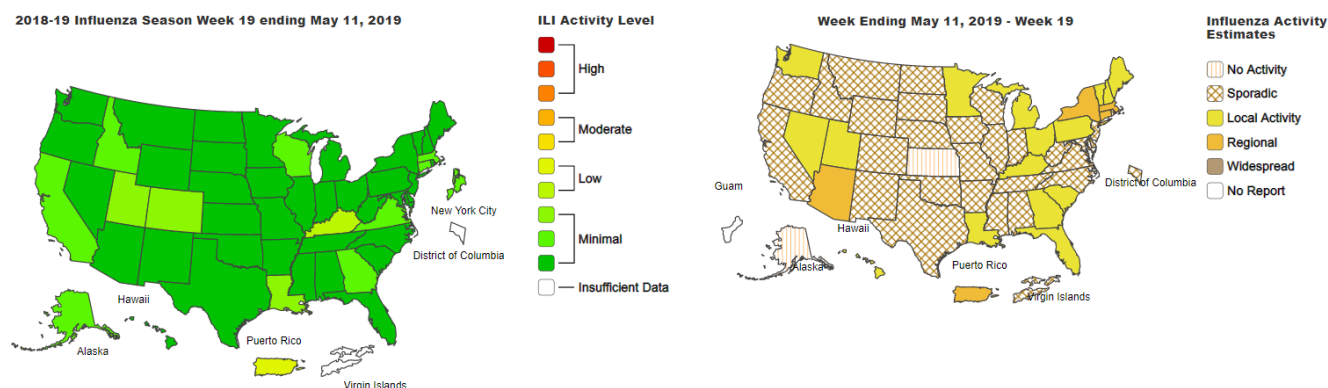 2018-19 Influenza Season Week 19 ending May 11, 2019
ILI Activity Level
High
Moderate
Low
Minimal
Insufficient Data
New York City
District of Columbia
Hawaii
Alaska
Puerto Rico
Virgin Islands
Week Ending May 11, 2019 - Week 19
Influenza Activity
Estimates
No Activity
Sporadic
Local Activity
Regional
Widespread
No Report
District of Columbia
Guam
Hawaii
Alaska
Puerto Rico
Virgin Islands